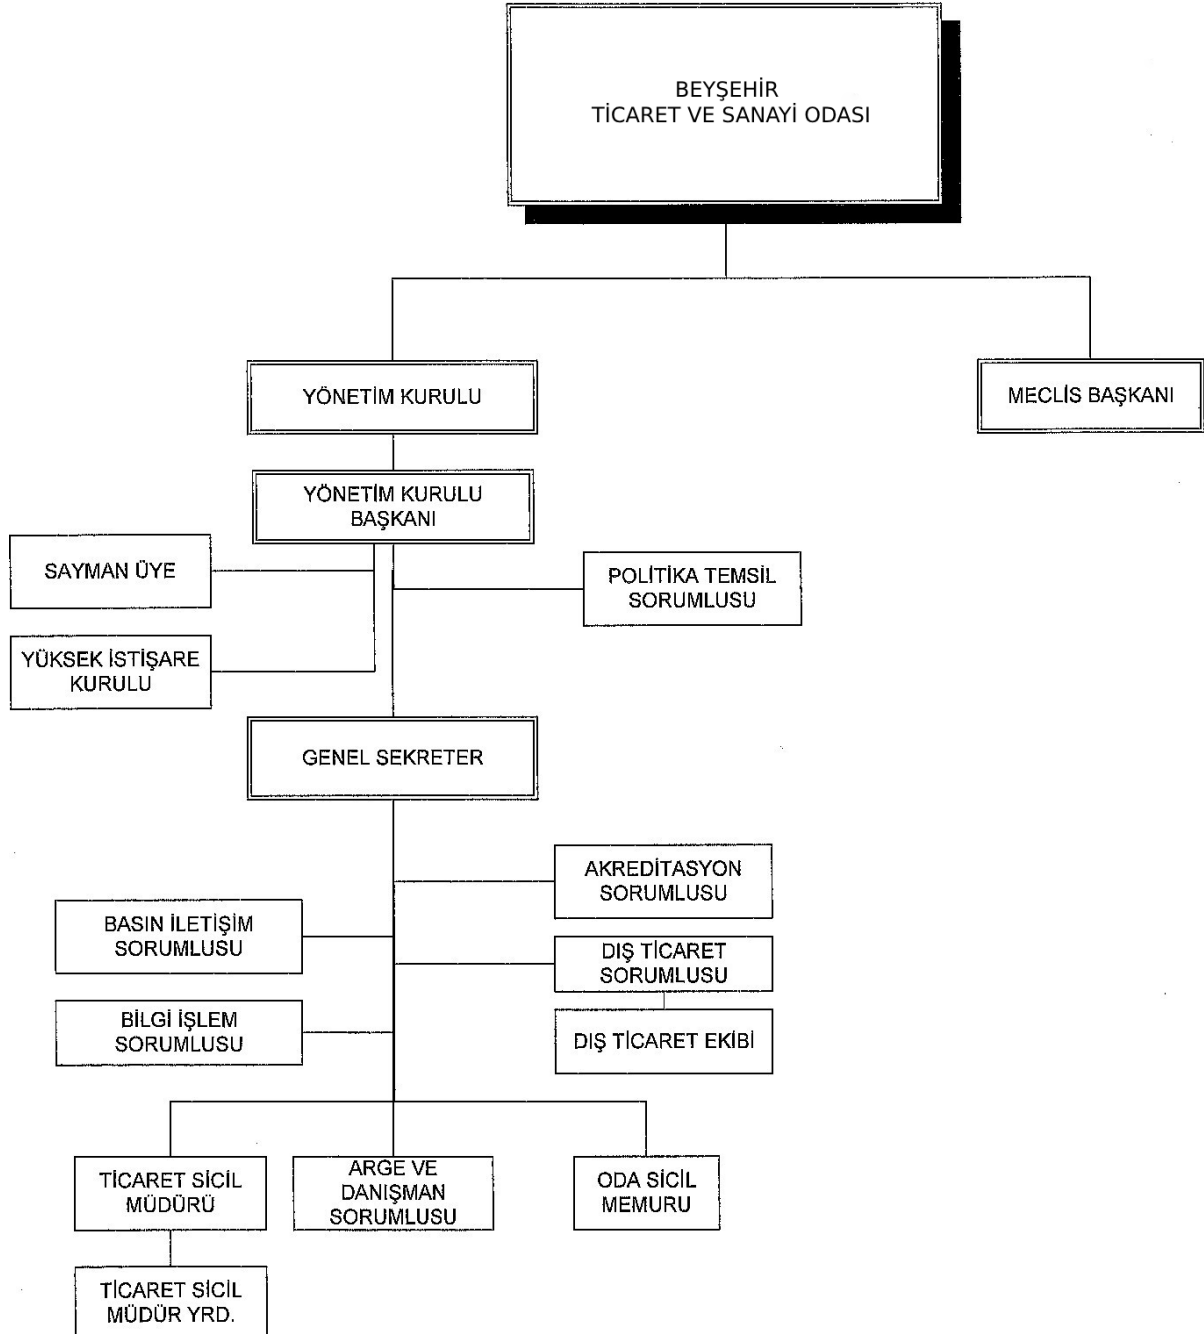 BEYŞEHİR
TİCARET VE SANAYİ ODASI
YÖNETİM KURULU
MECLİS BAŞKANI
YÖNETİM KURULU
BAŞKANI
SAYMAN ÜYE
POLİTİKA TEMSİL
SORUMLUSU
YÜKSEK İSTİŞARE
KURULU
GENEL SEKRETER
AKREDİTASYON
SORUMLUSU
BASIN İLETİŞİM
SORUMLUSU
DIŞ TİCARET
SORUMLUSU
BİLGİ İŞLEM
SORUMLUSU
DIŞ TİCARET EKİBİ
TİCARET SİCİL
MÜDÜRÜ
ARGE VE
DANIŞMAN
SORUMLUSU
ODA SİCİL
MEMURU
TİCARET SİCİL
MÜDÜR YRD.